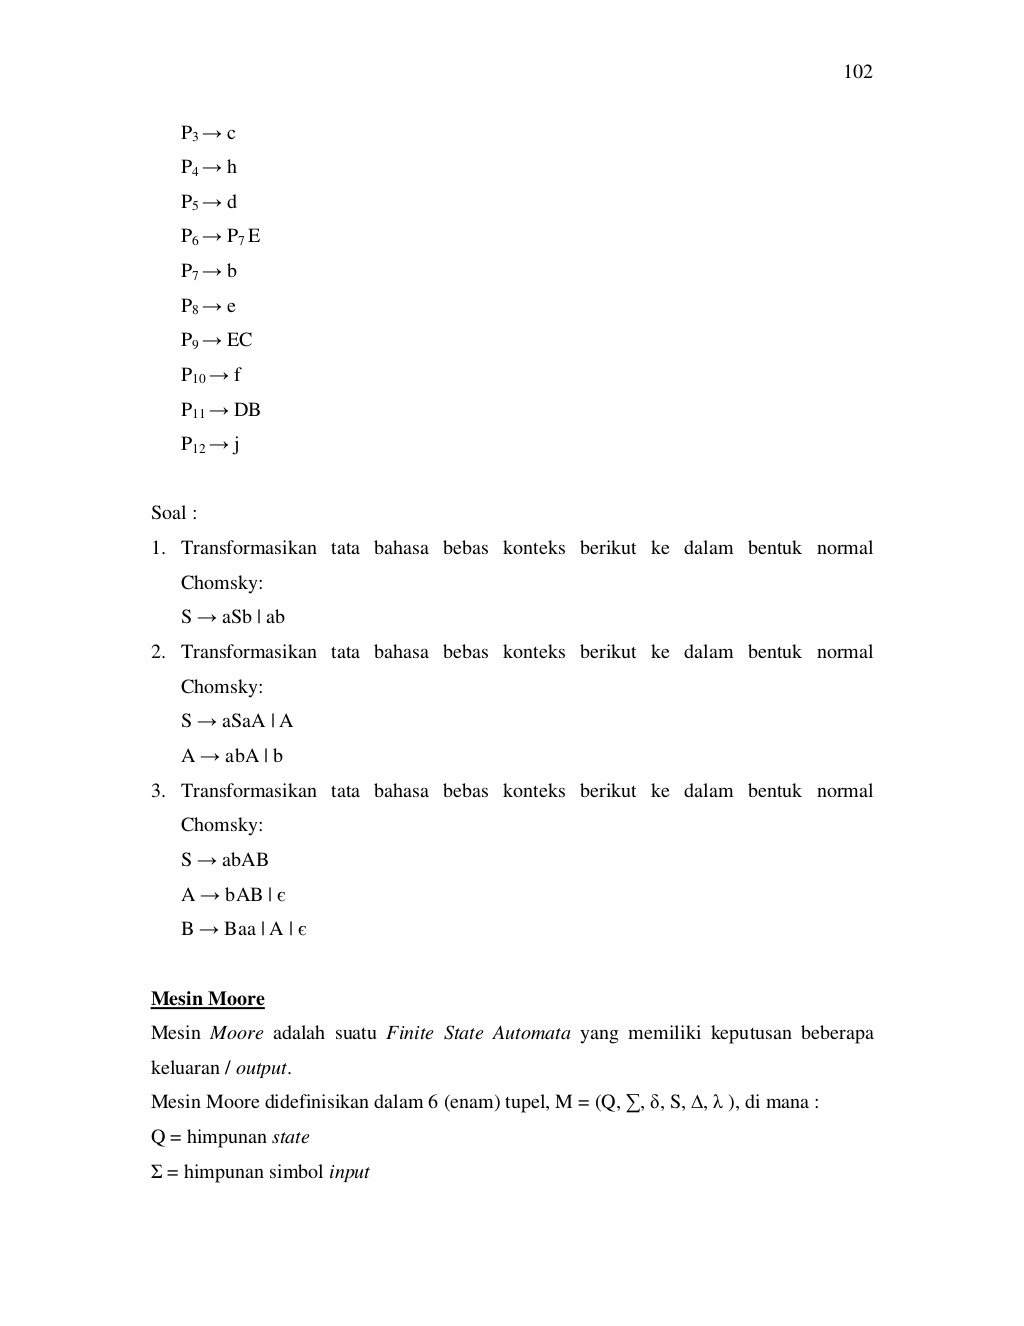 102
P₃ → c
P₄ → h
P₅ → d
P₆ → P₇ E
P₇ → b
P₈ → e
P₉ → EC
P₁₀ → f
P₁₁ → DB
P₁₂ → j
Soal :
1. Transformasikan tata bahasa bebas konteks berikut ke dalam bentuk normal
Chomsky:
S → aSb | ab
2. Transformasikan tata bahasa bebas konteks berikut ke dalam bentuk normal
Chomsky:
S → aSaA | A
A → abA | b
3. Transformasikan tata bahasa bebas konteks berikut ke dalam bentuk normal
Chomsky:
S → abAB
A → bAB | є
B → Baa | A | є
Mesin Moore
Mesin Moore adalah suatu Finite State Automata yang memiliki keputusan beberapa
keluaran / output.
Mesin Moore didefinisikan dalam 6 (enam) tupel, M = (Q, ∑, δ, S, Δ, λ ), di mana :
Q = himpunan state
Σ = himpunan simbol input